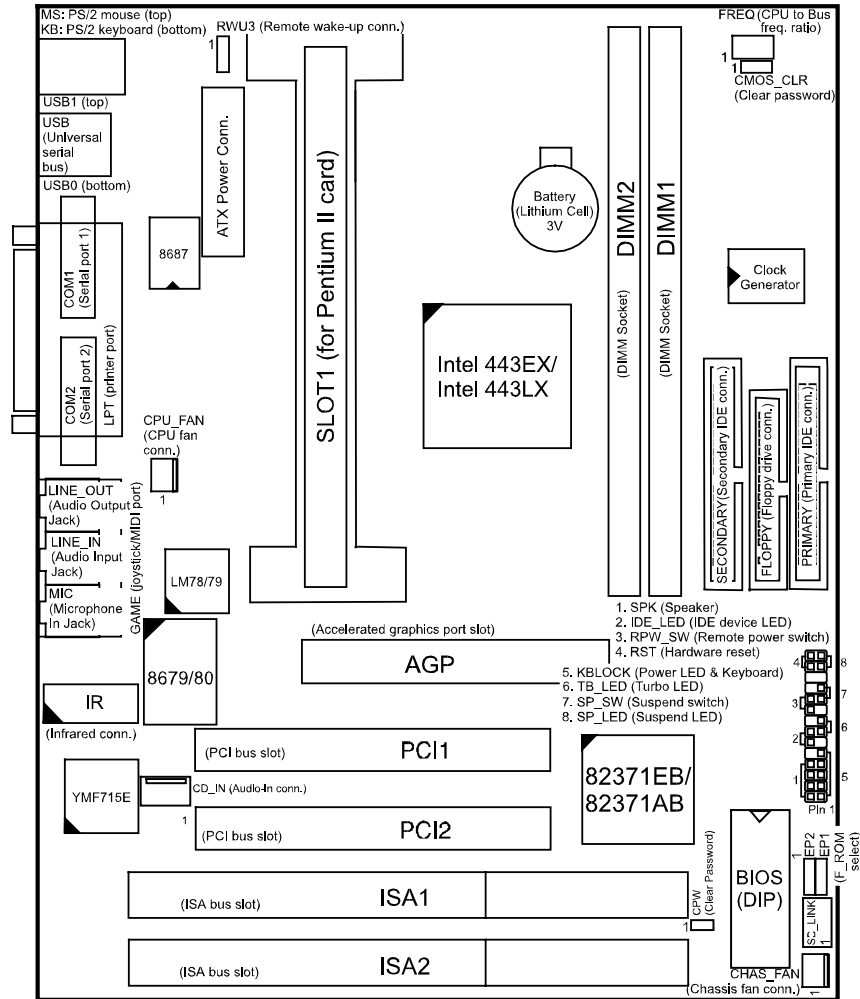 MS: PS/2 mouse (top)
KB: PS/2 keyboard (bottom)
RWU3 (Remote wake-up conn.)
1
FREQ (CPU to Bus
freq. ratio)
1
1
CMOS_CLR
(Clear password)
USB1 (top)
USB
(Universal
serial
bus)
USB0 (bottom)
ATX Power Conn.
8687
COM1
(Serial port 1)
COM2
(Serial port 2)
LPT (printer port)
SLOT1 (for Pentium II card)
Battery
(Lithium Cell)
3V
DIMM2
(DIMM Socket)
DIMM1
(DIMM Socket)
Clock
Generator
Intel 443EX/
Intel 443LX
SECONDARY(Secondary IDE conn.)
FLOPPY (Floppy drive conn.)
PRIMARY (Primary IDE conn.)
CPU_FAN
(CPU fan
conn.)
1
LINE_OUT
(Audio Output
Jack)
LINE_IN
(Audio Input
Jack)
MIC
(Microphone
In Jack)
GAME (joystick/MIDI port)
LM78/79
8679/80
(Accelerated graphics port slot)
AGP
1. SPK (Speaker)
2. IDE_LED (IDE device LED)
3. RPW_SW (Remote power switch)
4. RST (Hardware reset)
5. KBLOCK (Power LED & Keyboard)
6. TB_LED (Turbo LED)
7. SP_SW (Suspend switch)
8. SP_LED (Suspend LED)
4
8
7
3
6
2
1
5
Pin 1
IR
(Infrared conn.)
(PCI bus slot)
PCI1
82371EB/
82371AB
YMF715E
CD_IN (Audio-In conn.)
1
(PCI bus slot)
PCI2
BIOS
(DIP)
1
EP2
EP1
(F_ROM
select)
CPW
(Clear Password)
1
(ISA bus slot)
ISA1
SD_LINK
1
(ISA bus slot)
ISA2
CHAS_FAN
(Chassis fan conn.)
1